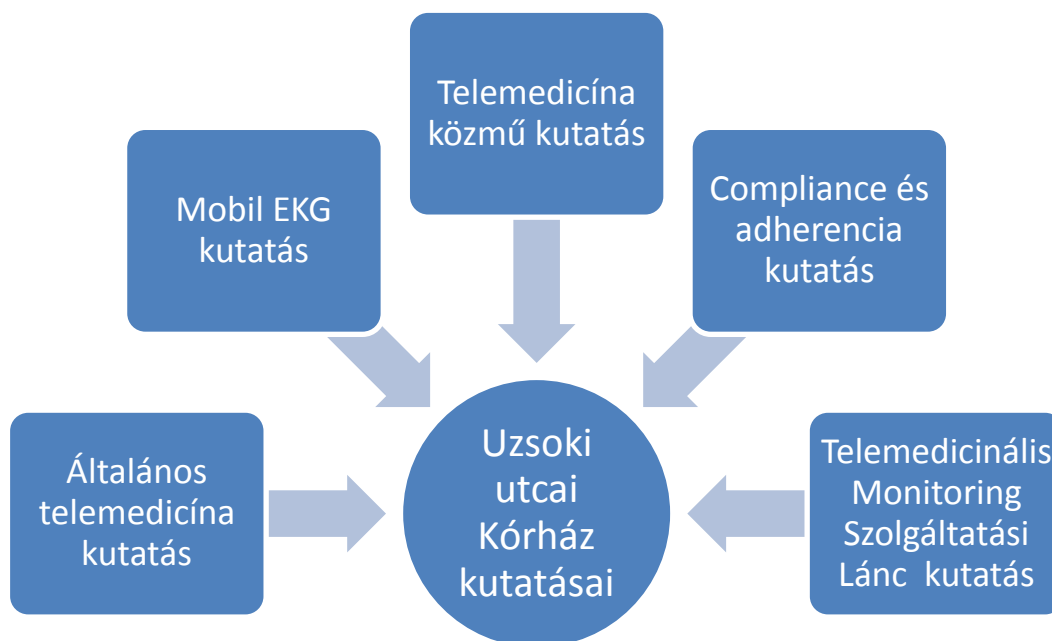 Telemedicína
közmű kutatás
Mobil EKG
kutatás
Compliance és
adherencia
kutatás
Általános
telemedicína
kutatás
Uzsoki
utcai
Kórház
kutatásai
Telemedicinális
Monitoring
Szolgáltatási
Lánc kutatás